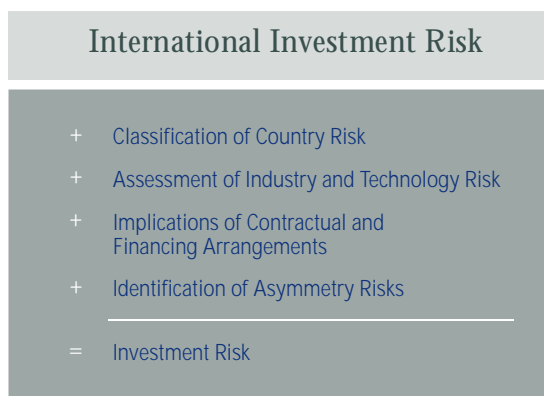 International Investment Risk
+ Classification of Country Risk
+ Assessment of Industry and Technology Risk
+ Implications of Contractual and
Financing Arrangements
+ Identification of Asymmetry Risks
= Investment Risk